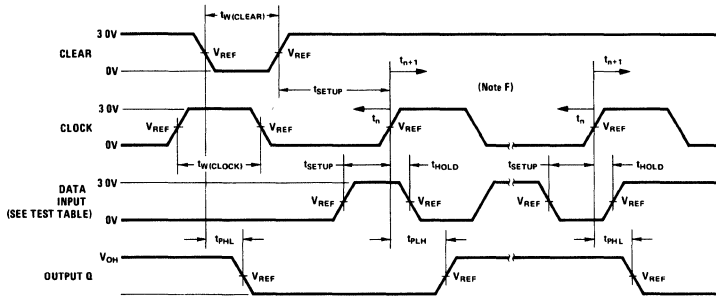 tW(CLEAR)
3 0V
CLEAR
VREF
VREF
0V
tn+1
tn+1
tSETUP
(Note F)
3 0V
tn
tn
CLOCK
VREF
VREF
VREF
VREF
0V
tW(CLOCK)
tSETUP
tHOLD
tSETUP
tHOLD
3 0V
DATA
INPUT
(SEE TEST TABLE)
VREF
VREF
VREF
VREF
0V
tPHL
tPLH
tPHL
VOH
OUTPUT Q
VREF
VREF
VREF